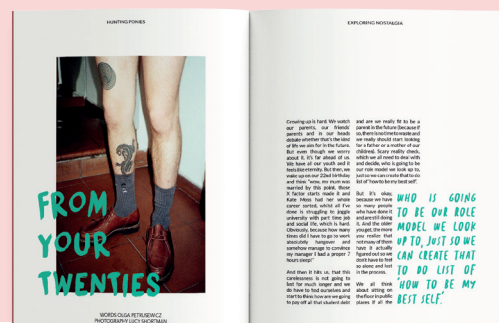 HUNTING PONIES
FROM
YOUR
TWENTIES
WORDS OLGA PETRUSEWICZ
PHOTOGRAPHY LUCY SHORTMAN
EXPLORING NOSTALGIA
Growing up is hard. We watch
our parents, our friends'
parents and in our heads
debate whether that's the idea
of life we aim for in the future.
But even though we worry
about it, it's far ahead of us.
We have all our youth and it
feels like eternity. But then, we
wake up on our 22nd birthday
and think "wow, my mum was
married by this point, those
X factor starts made it and
Kate Moss had her whole
career sorted, whilst all I've
done is struggling to juggle
university with part time job
and social life, which is hard.
Obviously, because how many
times did I have to go to work
absolutely hangover and
somehow manage to convince
my manager I had a proper 7
hours sleep!"
And then it hits us, that this
carelessness is not going to
last for much longer and we
do have to find ourselves and
start to think how are we going
to pay off all that student debt
and are we really fit to be a
parent in the future (because if
so, there is no time to waste and
we really should start looking
for a father or a mother of our
children). Scary reality check,
which we all need to deal with
and decide, who is going to be
our role model we look up to,
just so we can create that to do
list of "how to be my best self".
But it's okay,
because we have
so many people
who have done it
and are still doing
it. And the older
you get, the more
you realise that
not many of them
have it actually
figured out so we
don't have to feel
so alone and lost
in the process.
We all think
about sitting on
the floor in public
places if all the
WHO IS GOING
TO BE OUR ROLE
MODEL WE LOOK
UP TO, JUST SO WE
CAN CREATE THAT
TO DO LIST OF
"HOW TO BE MY
BEST SELF."